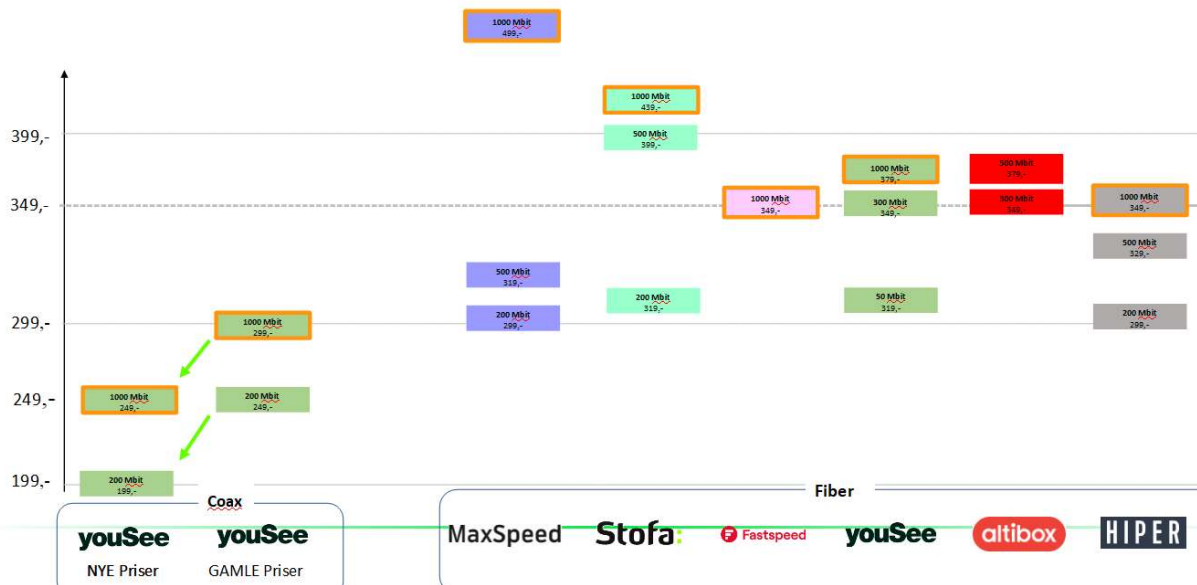 1000 Mbit
499,-
1000 Mbit
439,-
399,-
500 Mbit
399,-
1000 Mbit
379,-
500 Mbit
379,-
349,-
1000 Mbit
349,-
300 Mbit
349,-
500 Mbit
349,-
1000 Mbit
349,-
500 Mbit
329,-
500 Mbit
319,-
200 Mbit
319,-
50 Mbit
319,-
299,-
1000 Mbit
299,-
200 Mbit
299,-
200 Mbit
299,-
249,-
1000 Mbit
249,-
200 Mbit
249,-
199,-
200 Mbit
199,-
Coax
Fiber
youSee
youSee
MaxSpeed
Stofa:
Fastspeed
youSee
altibox
HIPER
NYE Priser
GAMLE Priser